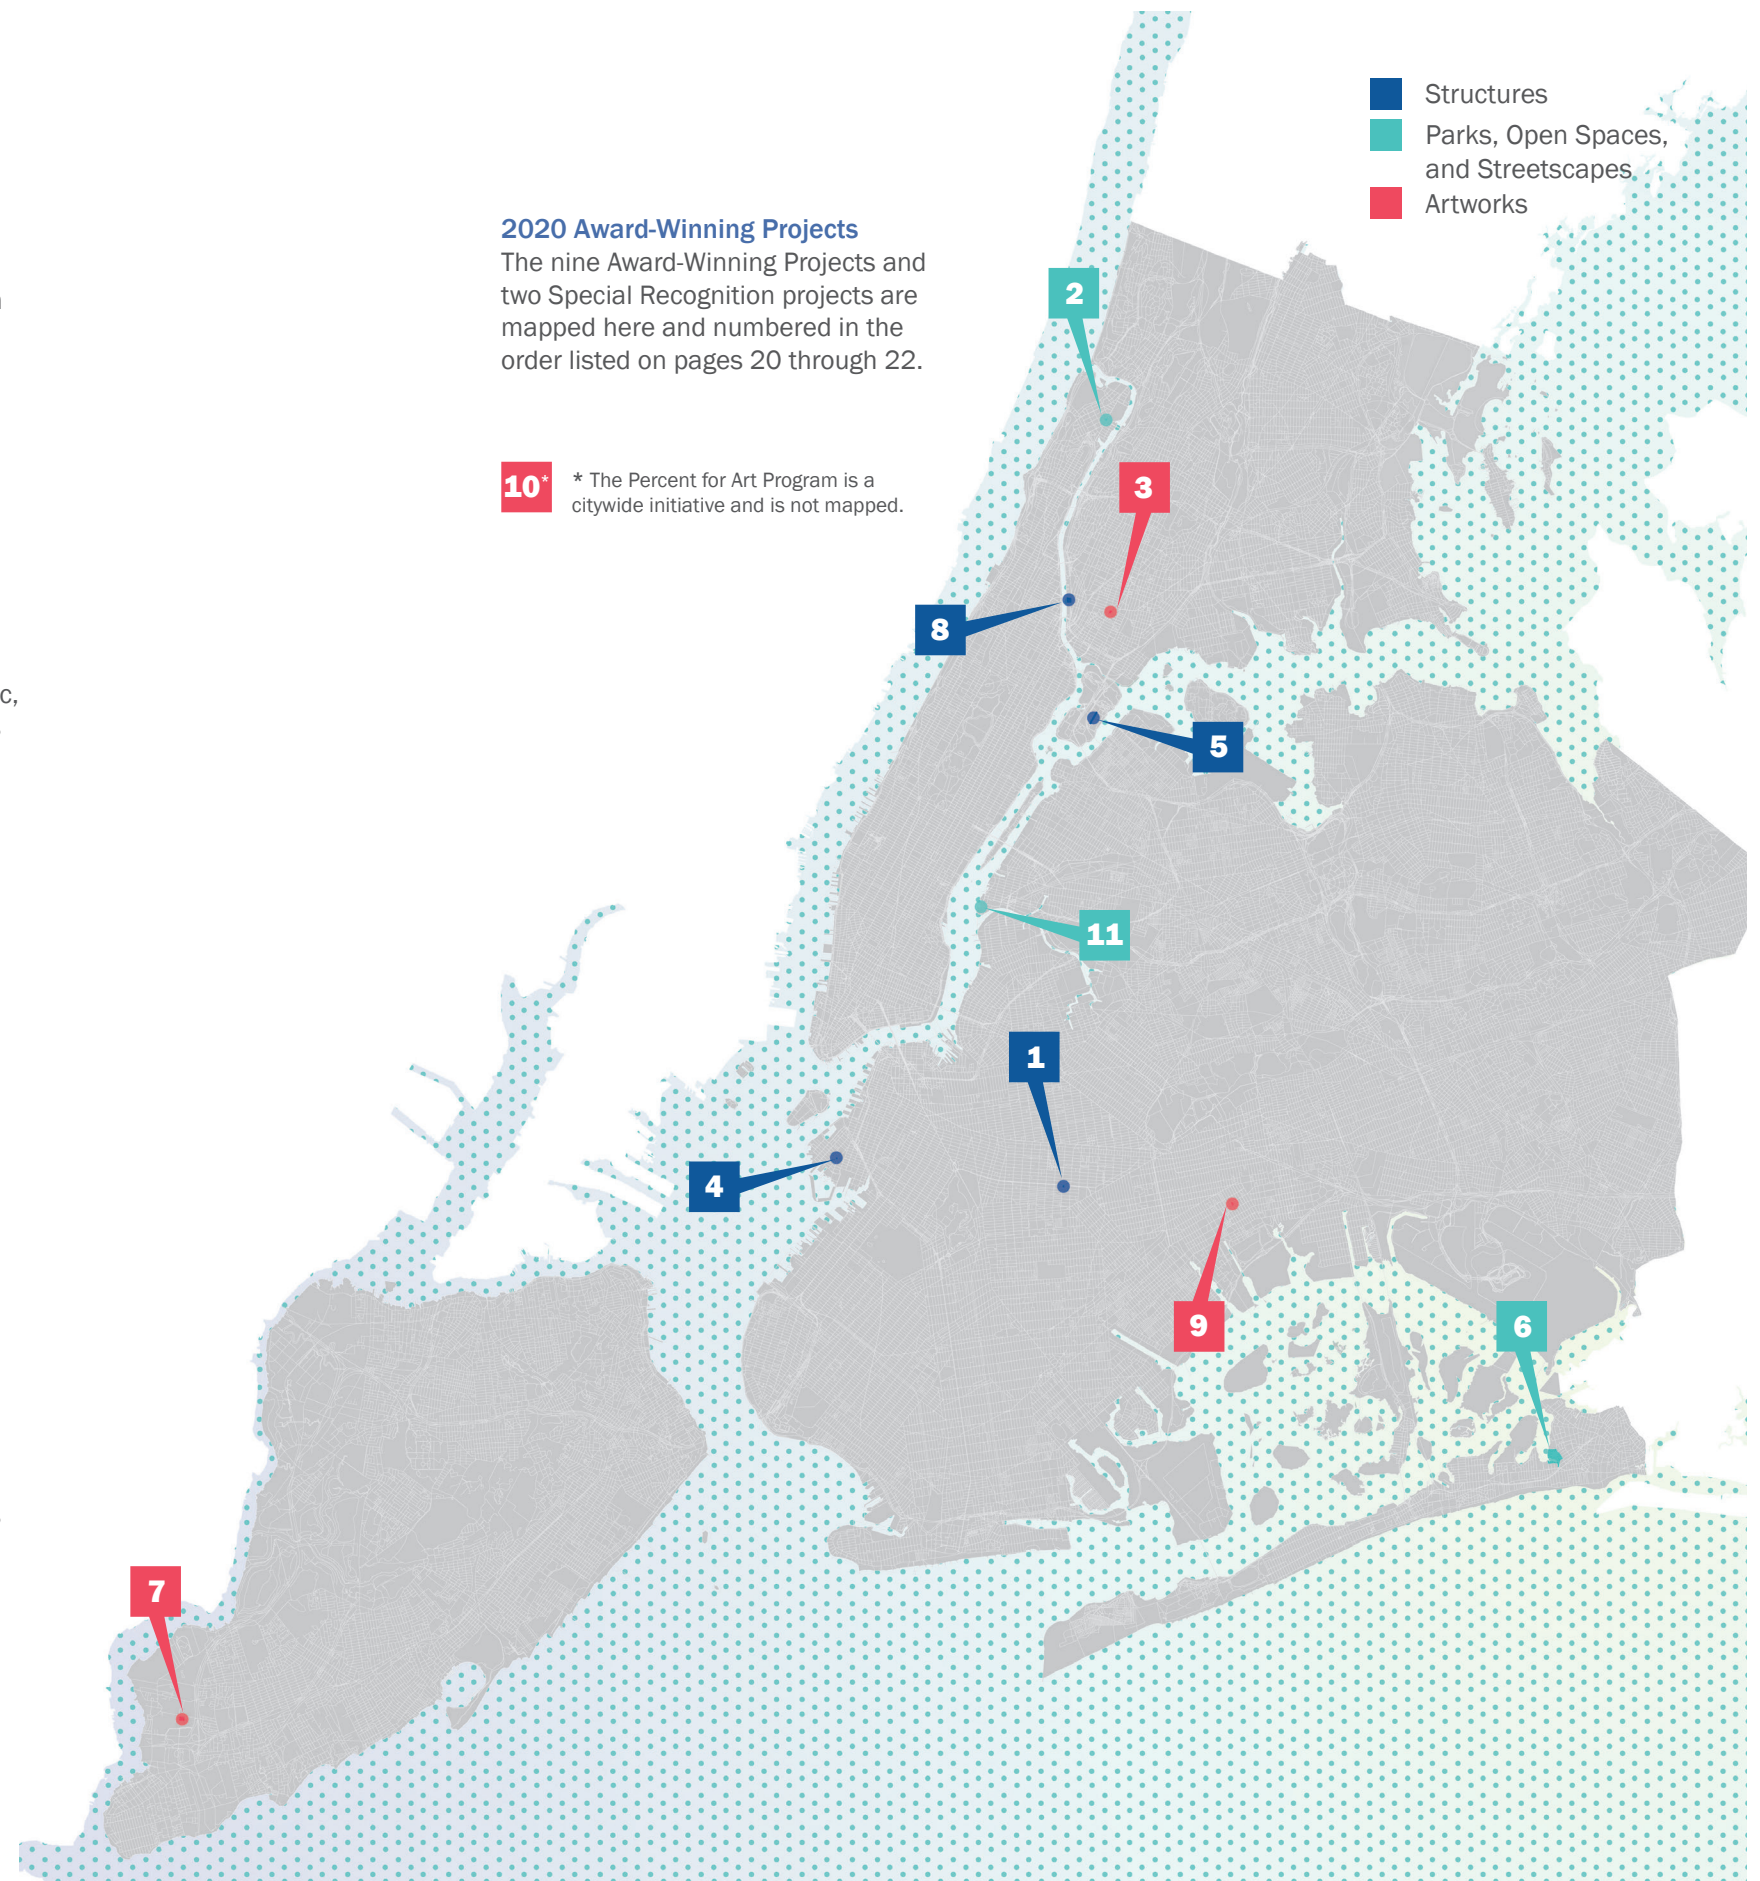 Structures
Parks, Open Spaces,
and Streetscapes
Artworks
2020 Award-Winning Projects
The nine Award-Winning Projects and
two Special Recognition projects are
mapped here and numbered in the
order listed on pages 20 through 22.
10*
* The Percent for Art Program is a
citywide initiative and is not mapped.
2
3
8
c,
5
11
1
4
9
6
7